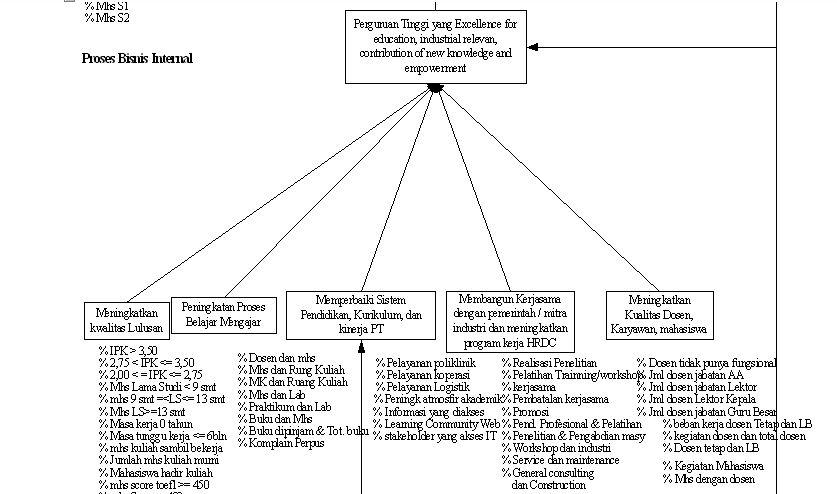 % Mhs S1
% Mhs S2
Proses Bisnis Internal
Perguruan Tinggi yang Excellence for
education, industrial relevan,
contribution of new knowledge and
empowerment
Meningkatkan
kwalitas Lulusan
Peningkatan Proses
Belajar Mengajar
Memperbaiki Sistem
Pendidikan, Kurikulum, dan
kinerja PT
Membangun Kerjasama
dengan pemerintah / mitra
industri dan meningkatkan
program kerja HRDC
Meningkatkan
Kualitas Dosen,
Karyawan, mahasiswa
% IPK > 3,50
% 2,75 < IPK <= 3,50
% 2,00 < = IPK <= 2,75
% Mhs Lama Studi < 9 smt
% mhs 9 smt =<LS<= 13 smt
% Mhs LS>=13 smt
% Masa kerja 0 tahun
% Masa tunggu kerja <= 6bln
% mhs kuliah sambil bekerja
% Jumlah mhs kuliah murni
% Mahasiswa hadir kuliah
% mhs score toefl >= 450
% Dosen dan mhs
% Mhs dan Rung Kuliah
% MK dan Ruang Kuliah
% Mhs dan Lab
% Praktikum dan Lab
% Buku dan Mhs
% Buku dipinjam & Tot. buku
% Komplain Perpus
% Pelayanan poliklinik
% Pelayanan koperasi
% Pelayanan Logistik
% Peningk atmosfir akademik
% Informasi yang diakses
% Learning Community Web
% stakeholder yang akses IT
% Realisasi Penelitian
% Pelatihan Trainning/workshop
% kerjasama
% Pembatalan kerjasama
% Promosi
% Pend. Profesional & Pelatihan
% Penelitian & Pengabdian masy
% Workshop dan industri
% Service dan maintenance
% General consulting
dan Construction
% Dosen tidak punya fungsional
% Jml dosen jabatan AA
% Jml dosen jabatan Lektor
% Jml dosen Lektor Kepala
% Jml dosen jabatan Guru Besar
% beban kerja dosen Tetap dan LB
% kegiatan dosen dan total dosen
% Dosen tetap dan LB
% Kegiatan Mahasiswa
% Mhs dengan dosen